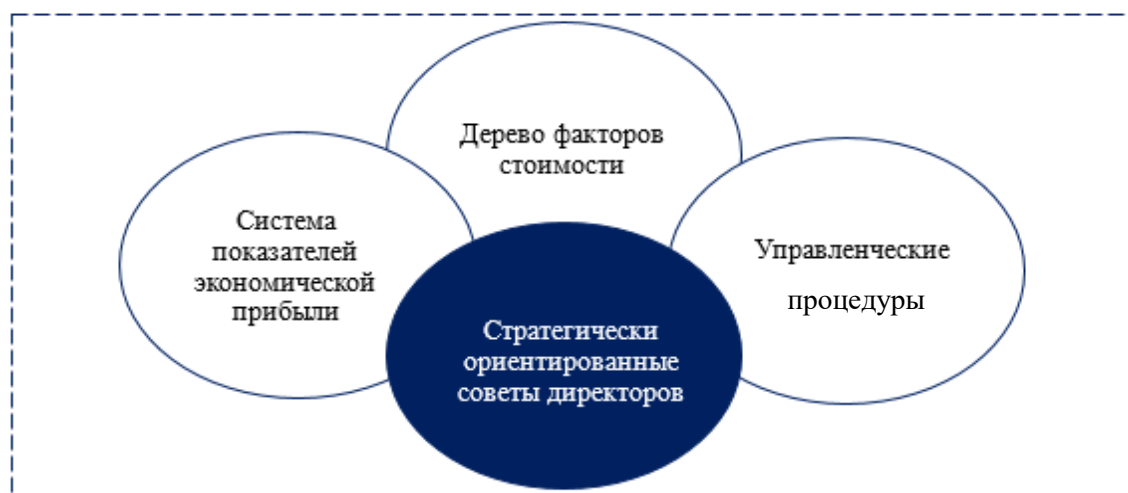 Дерево факторов
стоимости
Система
показателей
экономической
прибыли
Управленческие
процедуры
Стратегически
ориентированные
советы директоров